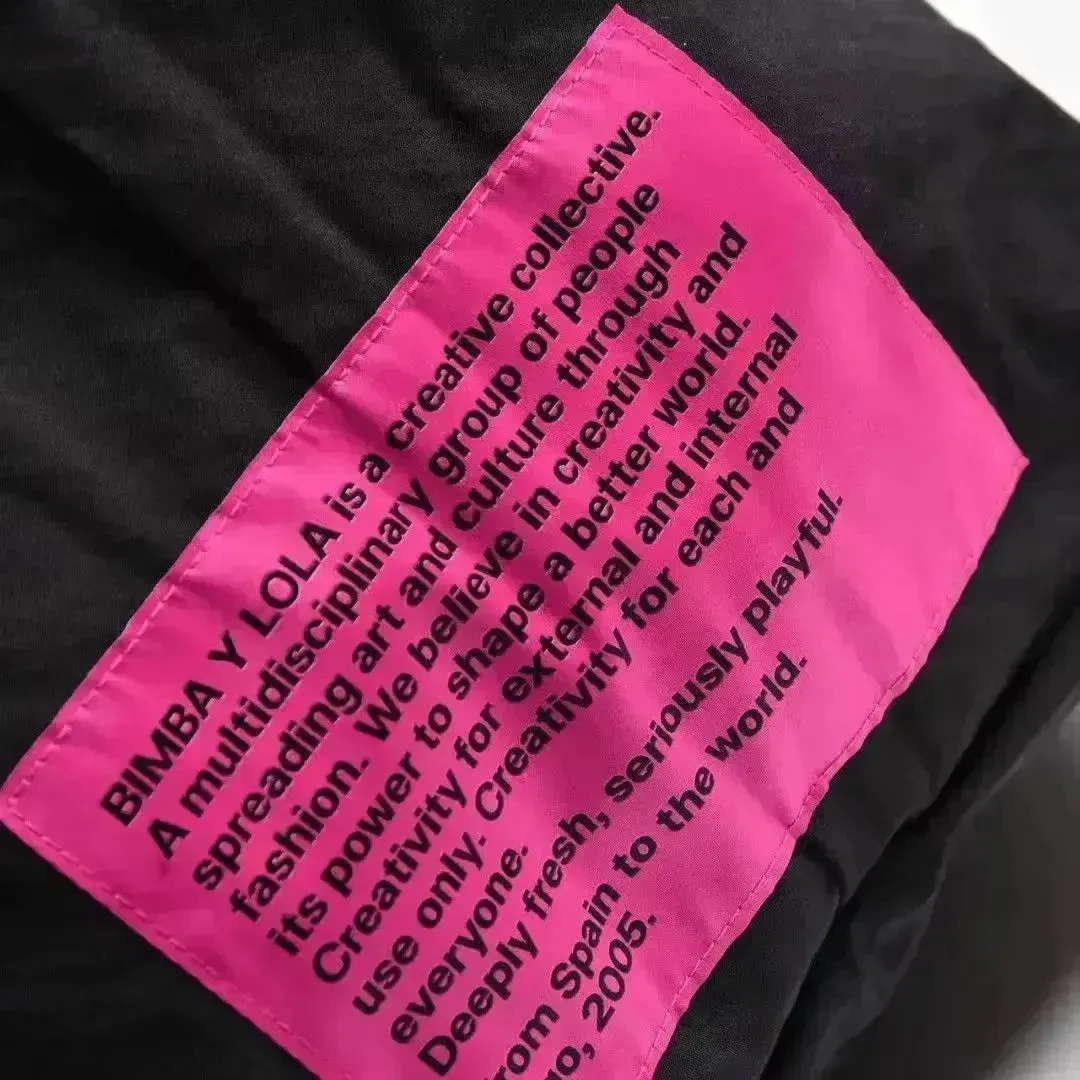 BIMBA Y LOLA is a creative collective.
A multidisciplinary group of people
spreading art and culture through
fashion. We believe in creativity and
its power to shape a better world.
Creativity for external and internal
use only. Creativity for each and
everyone.
Deeply fresh, seriously playful.
Spain to the world.
2005.